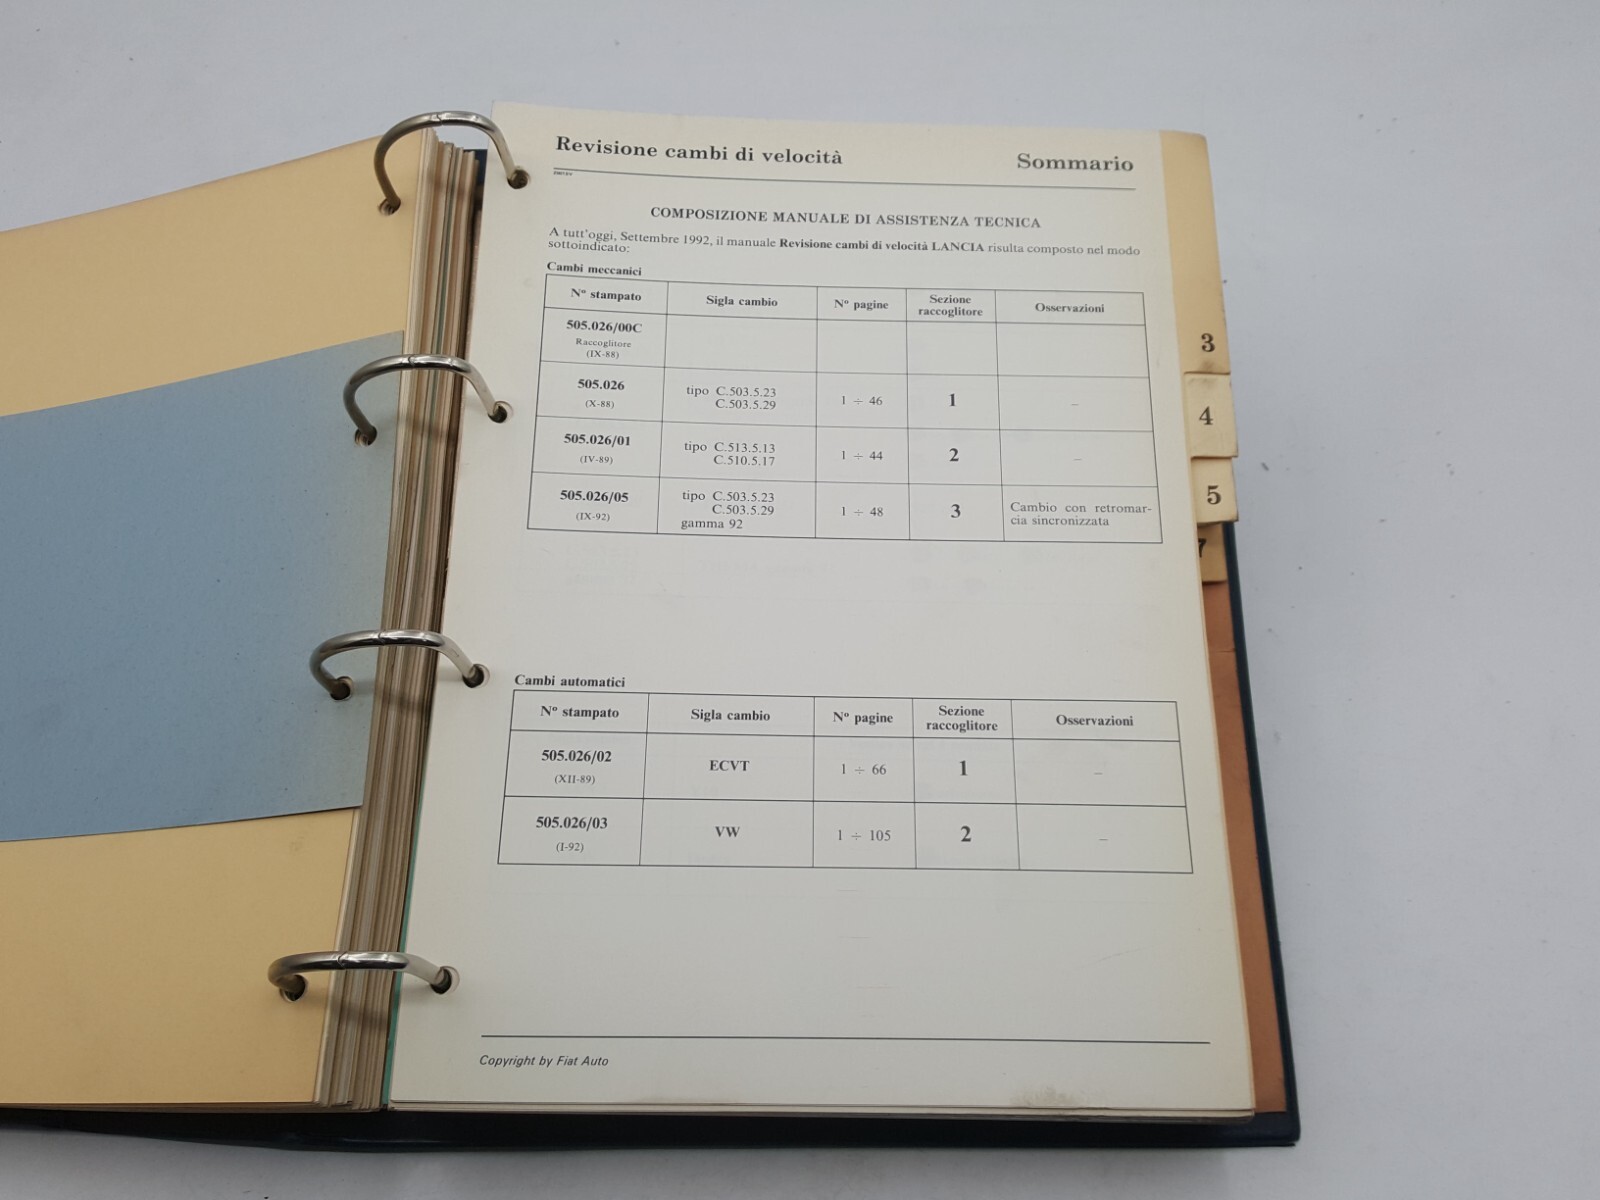 Revisione cambi di velocità
Sommario
COMPOSIZIONE MANUALE DI ASSISTENZA TECNICA
A tutt'oggi, Settembre 1992, il manuale Revisione cambi di velocità LANCIA risulta composto nel modo
sottoindicato:
Cambi meccanici
Nº stampato
Sigla cambio
Nº pagine
Sezione
raccoglitore
Osservazioni
505.026/00C
Raccoglitore
(IX-88)
505.026
(X-88)
tipo C.503.5.23
C.503.5.29
1 ÷ 46
1
–
505.026/01
(IV-89)
tipo C.513.5.13
C.510.5.17
1 ÷ 44
2
–
505.026/05
(IX-92)
tipo C.503.5.23
C.503.5.29
gamma 92
1 ÷ 48
3
Cambio con retromar-
cia sincronizzata
Cambi automatici
Nº stampato
Sigla cambio
Nº pagine
Sezione
raccoglitore
Osservazioni
505.026/02
(XII-89)
ECVT
1 ÷ 66
1
–
505.026/03
(I-92)
VW
1 ÷ 105
2
–
Copyright by Fiat Auto
3
4
5
7